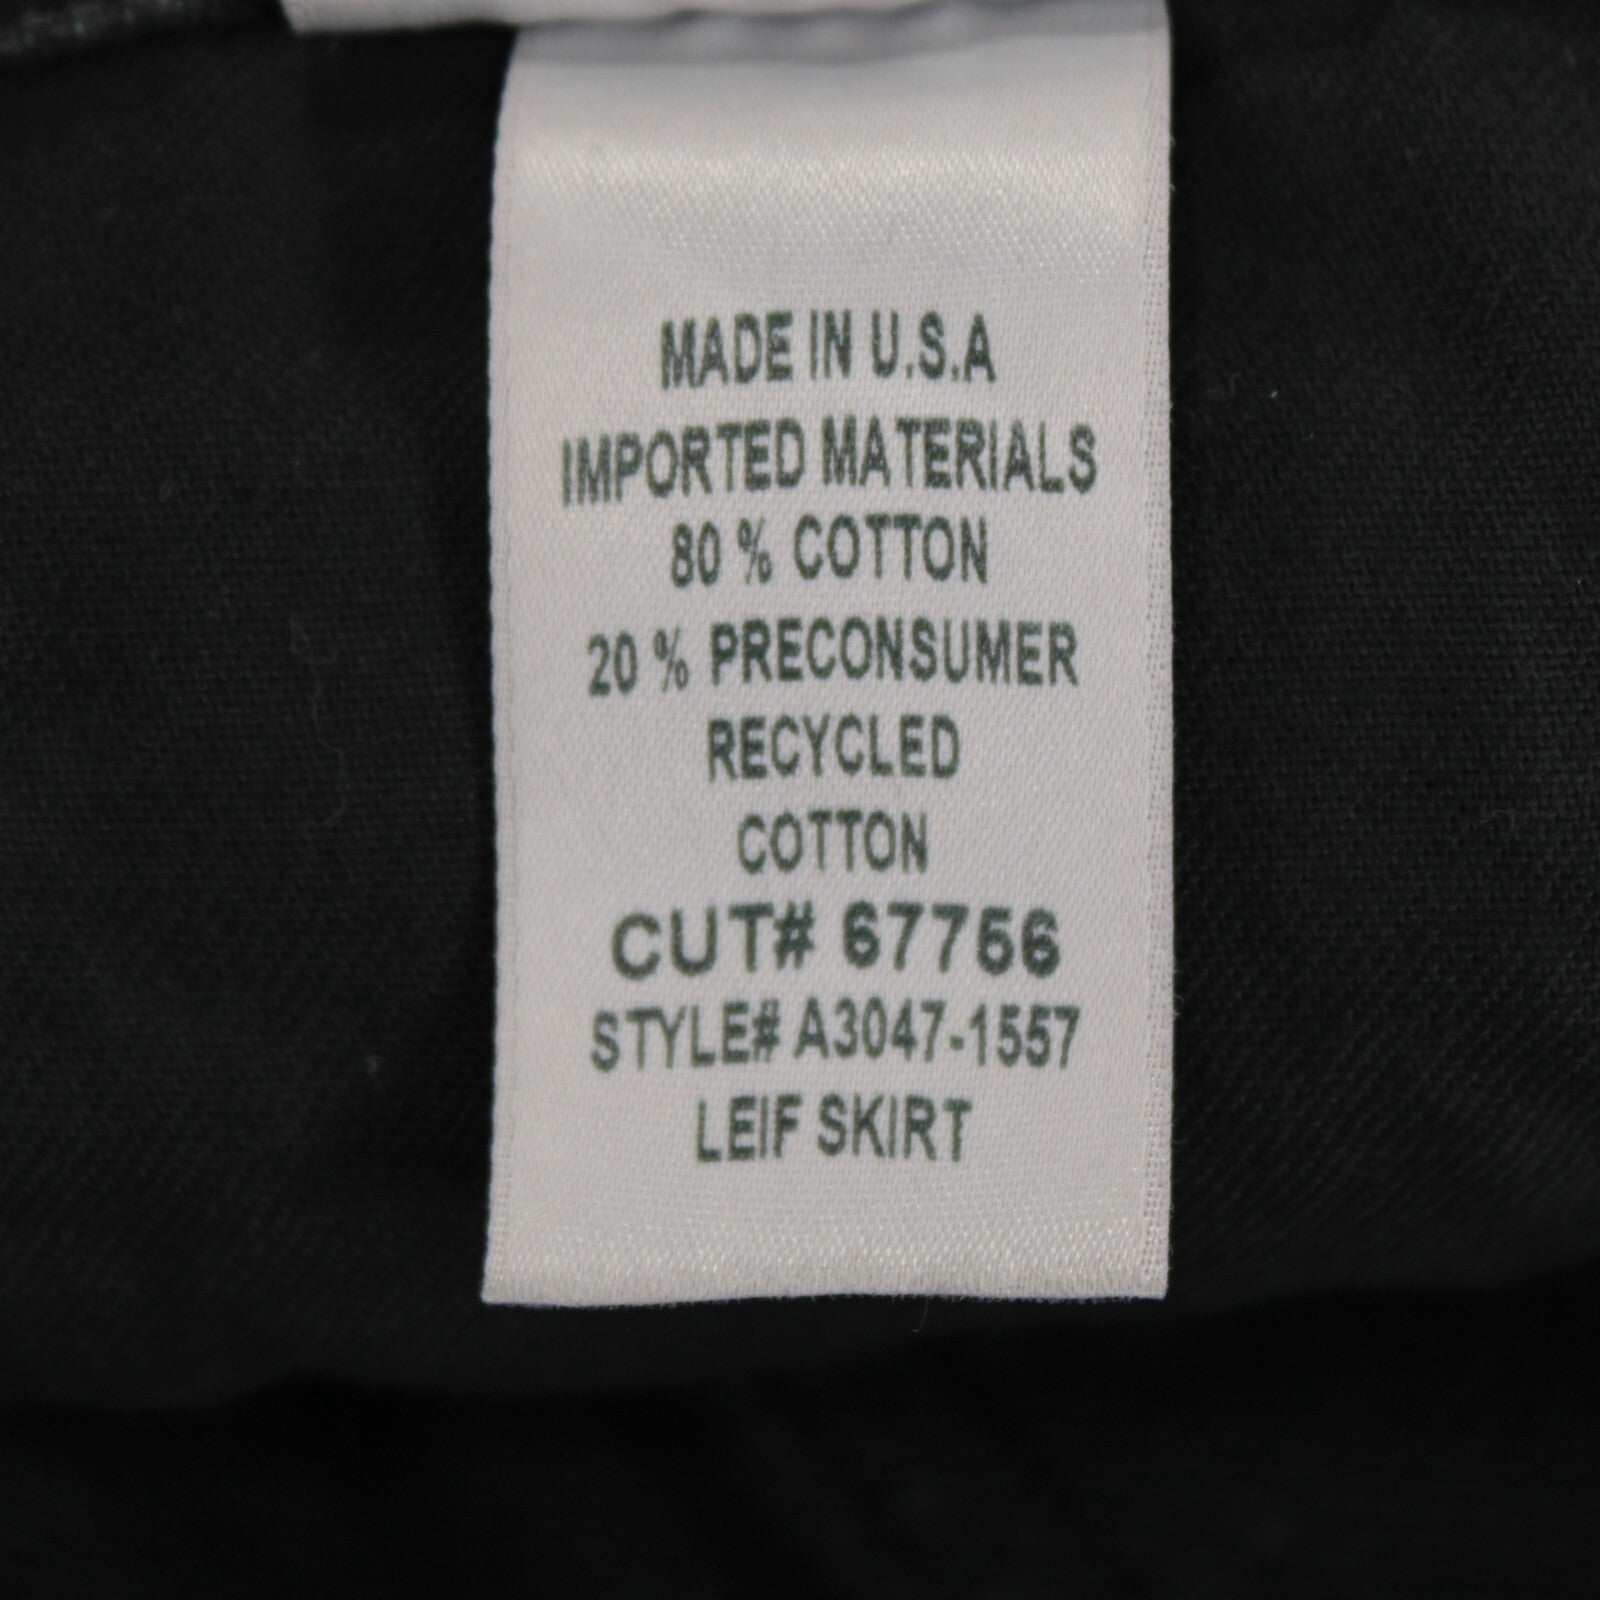 MADE IN U.S.A
IMPORTED MATERIALS
80 % COTTON
20 % PRECONSUMER
RECYCLED
COTTON
CUT# 67756
STYLE# A3047-1557
LEIF SKIRT